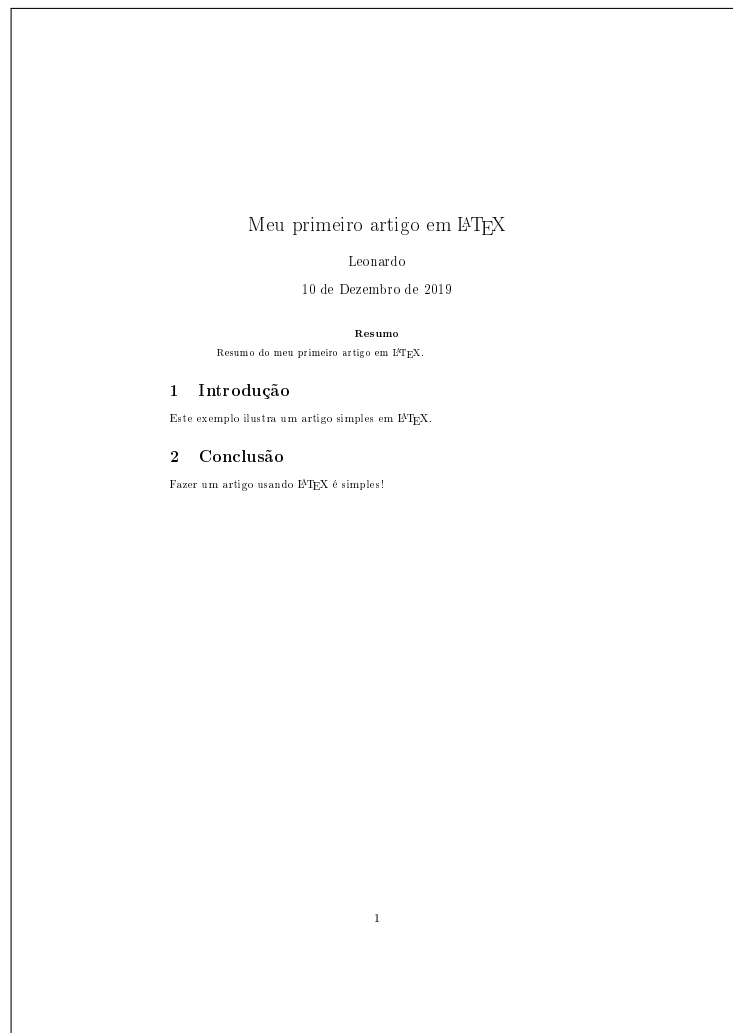 Meu primeiro artigo em LATEX
Leonardo
10 de Dezembro de 2019
Resumo
Resumo do meu primeiro artigo em LATEX.
1 Introdução
Este exemplo ilustra um artigo simples em LATEX.
2 Conclusão
Fazer um artigo usando LATEX é simples!
1